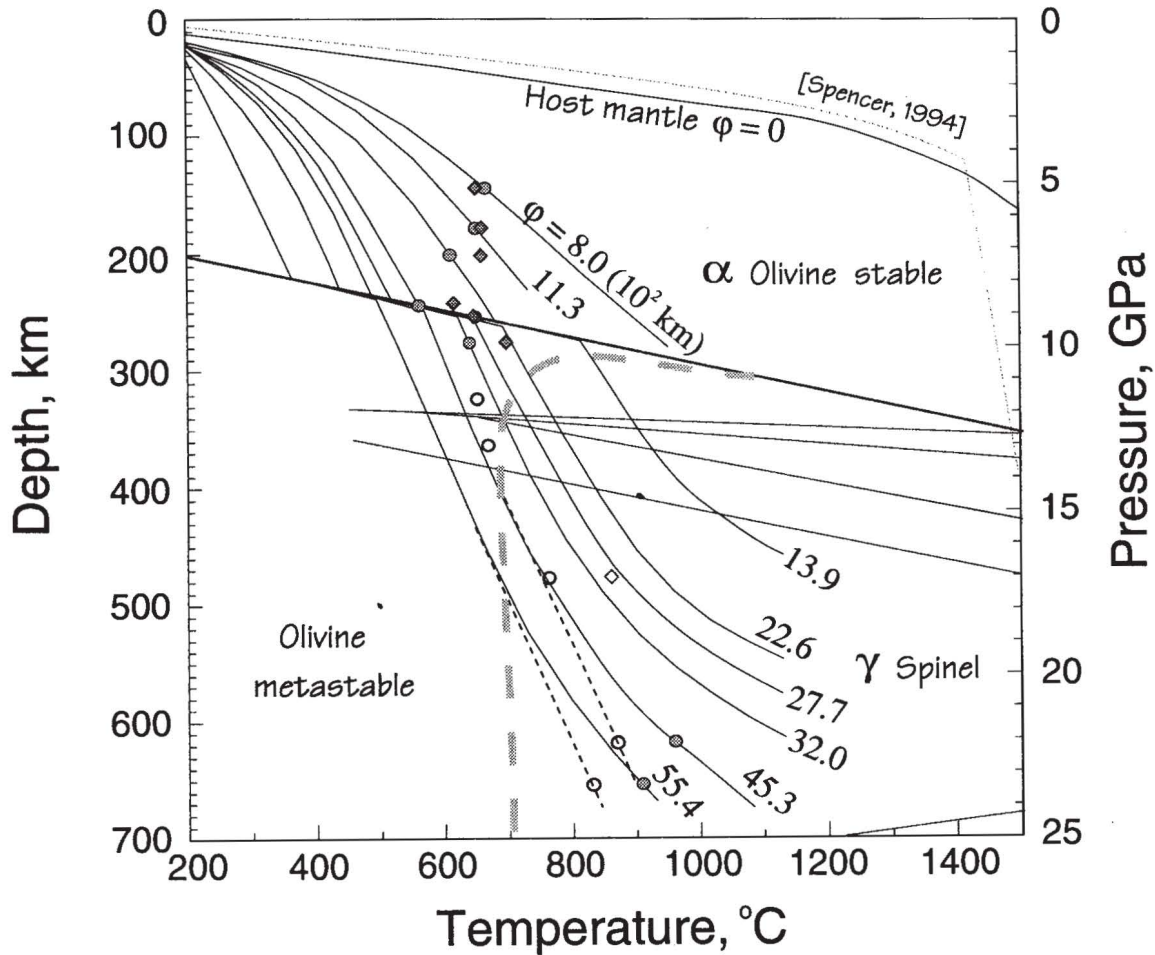 0
100
200
300
400
500
600
700
Depth, km
200
400
600
800
1000
1200
1400
Temperature, °C
0
5
10
15
20
25
Pressure, GPa
[Spencer, 1994]
Host mantle φ = 0
φ = 8.0 (10² km)
11.3
α Olivine stable
13.9
22.6
27.7
32.0
45.3
55.4
γ Spinel
Olivine
metastable